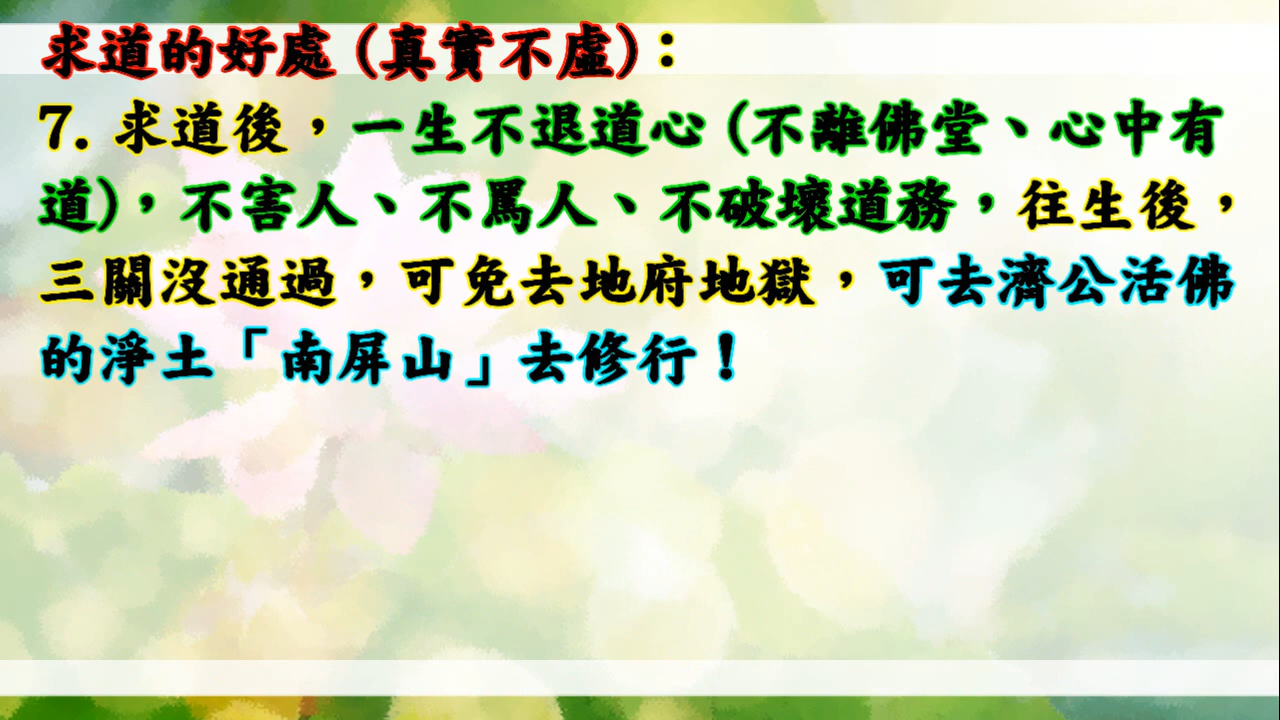 求道的好處(真實不虛)：
7. 求道後，一生不退道心(不離佛堂、心中有
道)，不害人、不罵人、不破壞道務，往生後，
三關沒通過，可免去地府地獄，可去濟公活佛
的淨土「南屏山」去修行！